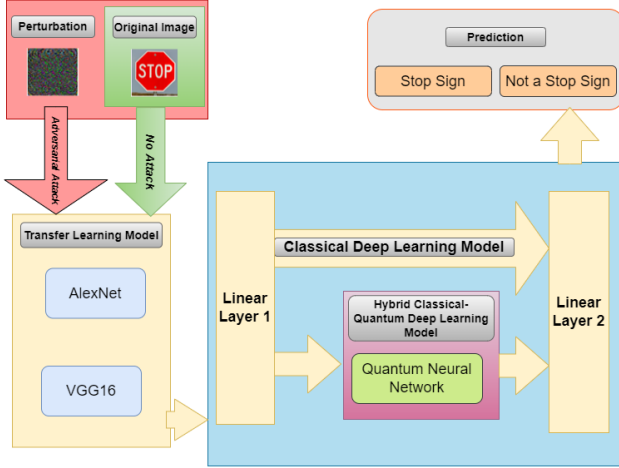 Perturbation
Original Image
STOP
Adversarial Attack
No Attack
Prediction
Stop Sign
Not a Stop Sign
Transfer Learning Model
AlexNet
VGG16
Linear
Layer 1
Classical Deep Learning Model
Hybrid Classical-
Quantum Deep Learning
Model
Quantum Neural
Network
Linear
Layer 2